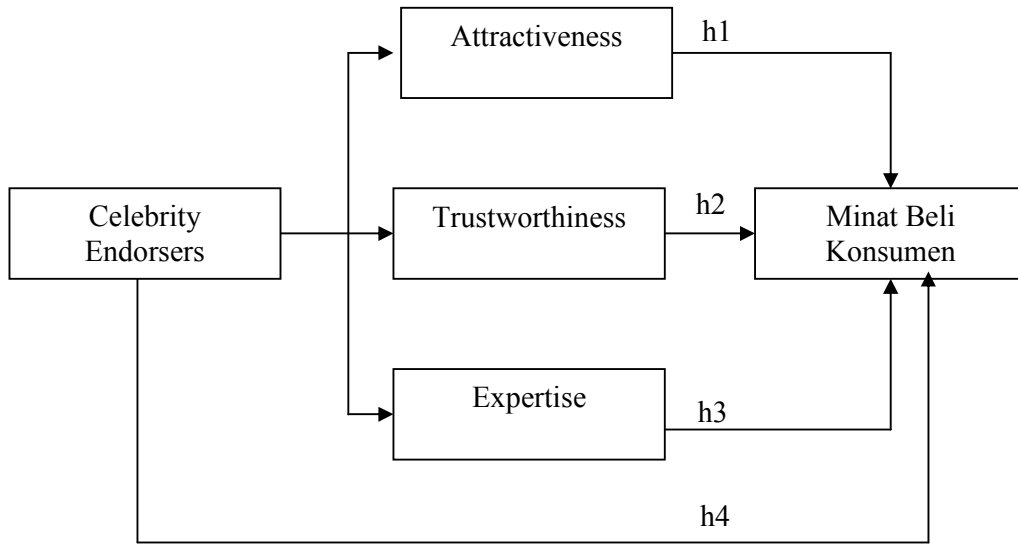 Attractiveness
h1
Celebrity
Endorsers
Trustworthiness
h2
Minat Beli
Konsumen
Expertise
h3
h4